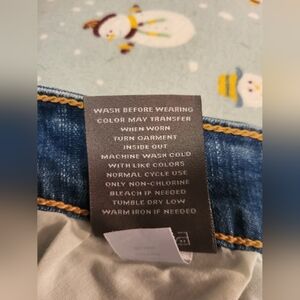 WASH BEFORE WEARING
COLOR MAY TRANSFER
WHEN WORN
TURN GARMENT
INSIDE OUT
MACHINE WASH COLD
WITH LIKE COLORS
NORMAL CYCLE USE
ONLY NON-CHLORINE
BLEACH IF NEEDED
TUMBLE DRY LOW
WARM IRON IF NEEDED